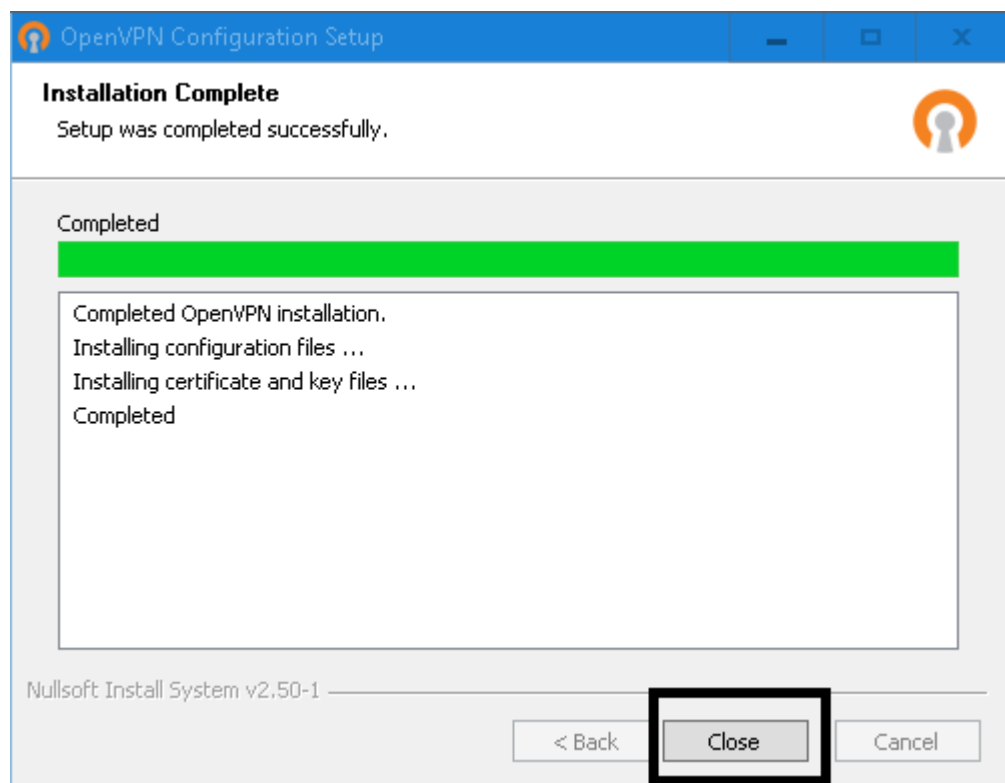 OpenVPN Configuration Setup
Installation Complete
Setup was completed successfully.
Completed
Completed OpenVPN installation.
Installing configuration files ...
Installing certificate and key files ...
Completed
Nullsoft Install System v2.50-1
< Back
Close
Cancel